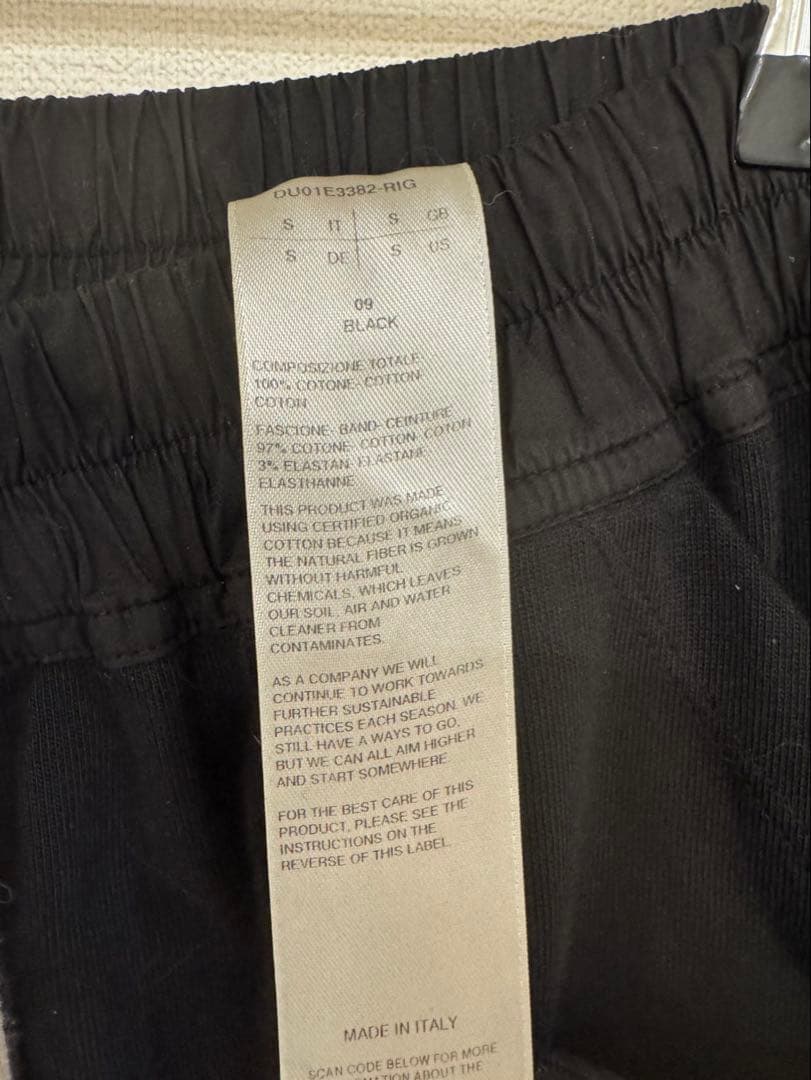 DU01E3382-RIG
S IT S GB
S DE S US
09
BLACK
COMPOSIZIONE TOTALE
100% COTONE- COTTON
COTON
FASCIONE- BAND- CEINTURE
97% COTONE- COTTON- COTON
3% ELASTAN- ELASTANE
ELASTHANNE
THIS PRODUCT WAS MADE
USING CERTIFIED ORGANIC
COTTON BECAUSE IT MEANS
THE NATURAL FIBER IS GROWN
WITHOUT HARMFUL
CHEMICALS, WHICH LEAVES
OUR SOIL, AIR AND WATER
CLEANER FROM
CONTAMINATES.
AS A COMPANY WE WILL
CONTINUE TO WORK TOWARDS
FURTHER SUSTAINABLE
PRACTICES EACH SEASON. WE
STILL HAVE A WAYS TO GO,
BUT WE CAN ALL AIM HIGHER
AND START SOMEWHERE.
FOR THE BEST CARE OF THIS
PRODUCT, PLEASE SEE THE
INSTRUCTIONS ON THE
REVERSE OF THIS LABEL.
MADE IN ITALY
SCAN CODE BELOW FOR MORE
ABOUT THE